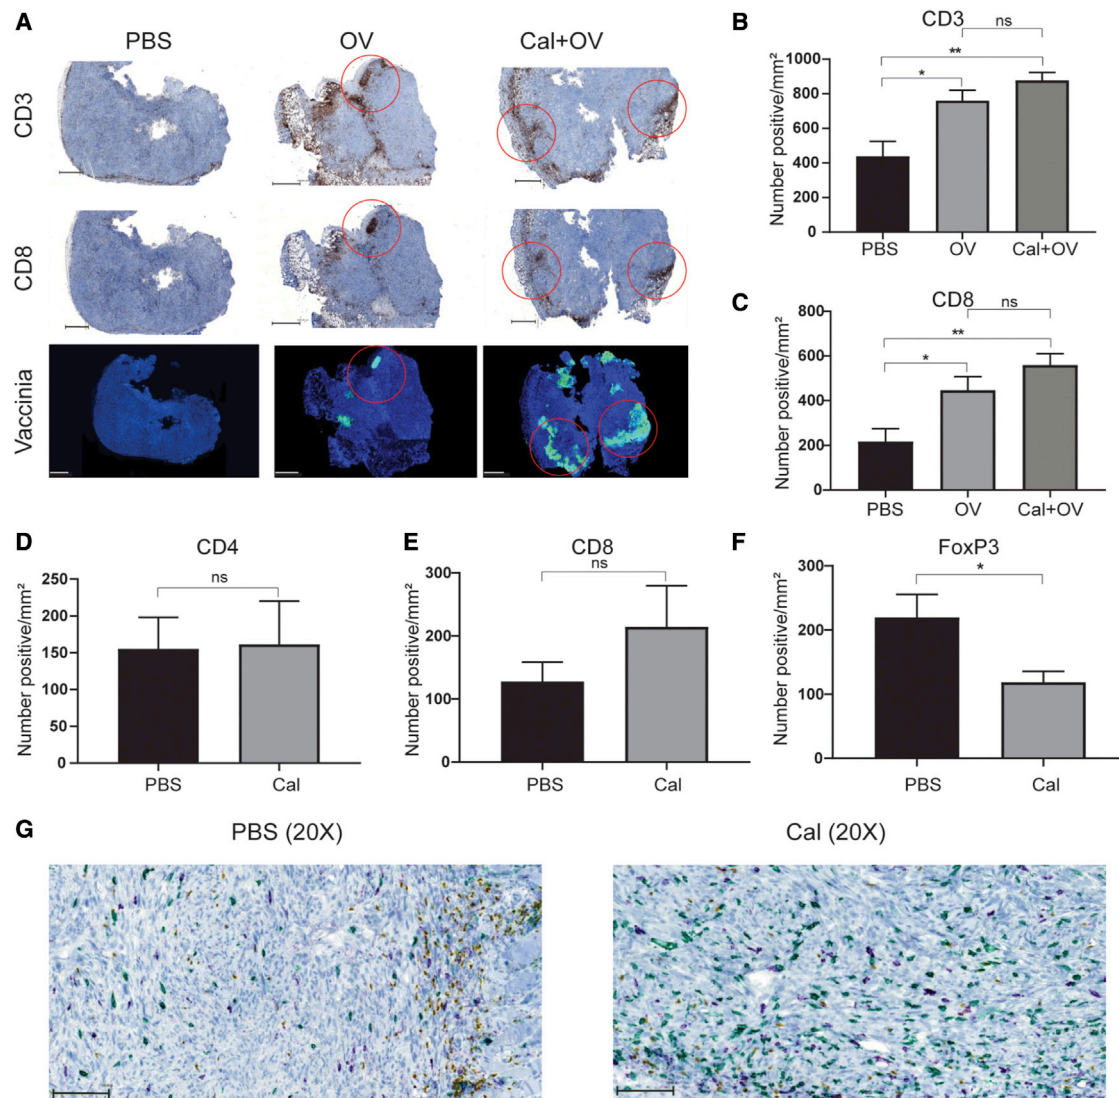 A
PBS OV Cal+OV
CD3
CD8
Vaccinia
B
CD3
ns
**
*
Number positive/mm²
1000
800
600
400
200
0
PBS OV Cal+OV
C
CD8
ns
**
*
Number positive/mm²
800
600
400
200
0
PBS OV Cal+OV
D
CD4
ns
Number positive/mm²
250
200
150
100
50
0
PBS Cal
E
CD8
ns
Number positive/mm²
300
200
100
0
PBS Cal
F
FoxP3
*
Number positive/mm²
300
200
100
0
PBS Cal
G
PBS (20X) Cal (20X)